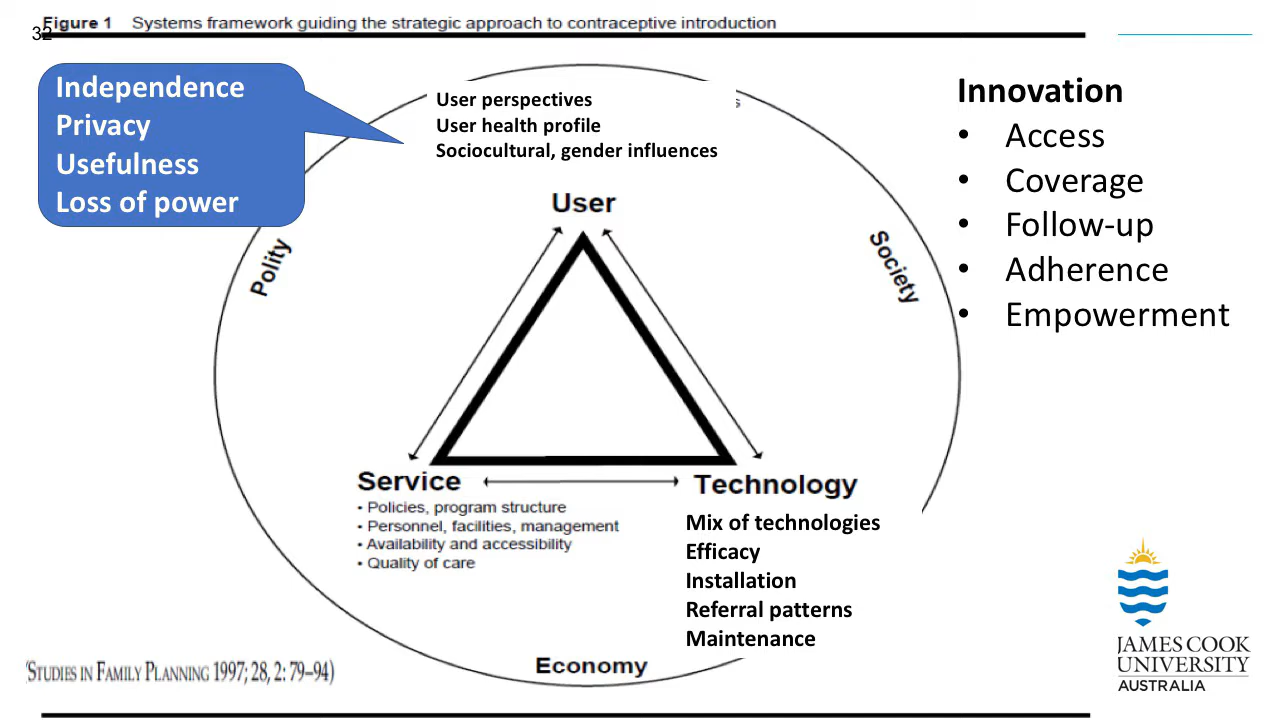 Figure 1 Systems framework guiding the strategic approach to contraceptive introduction
32
Independence
Privacy
Usefulness
Loss of power
User perspectives
User health profile
Sociocultural, gender influences
Innovation
• Access
• Coverage
• Follow-up
• Adherence
• Empowerment
User
Polity
Society
Service
• Policies, program structure
• Personnel, facilities, management
• Availability and accessibility
• Quality of care
Technology
Mix of technologies
Efficacy
Installation
Referral patterns
Maintenance
Economy
STUDIES IN FAMILY PLANNING 1997; 28, 2: 79–94)
JAMES COOK
UNIVERSITY
AUSTRALIA